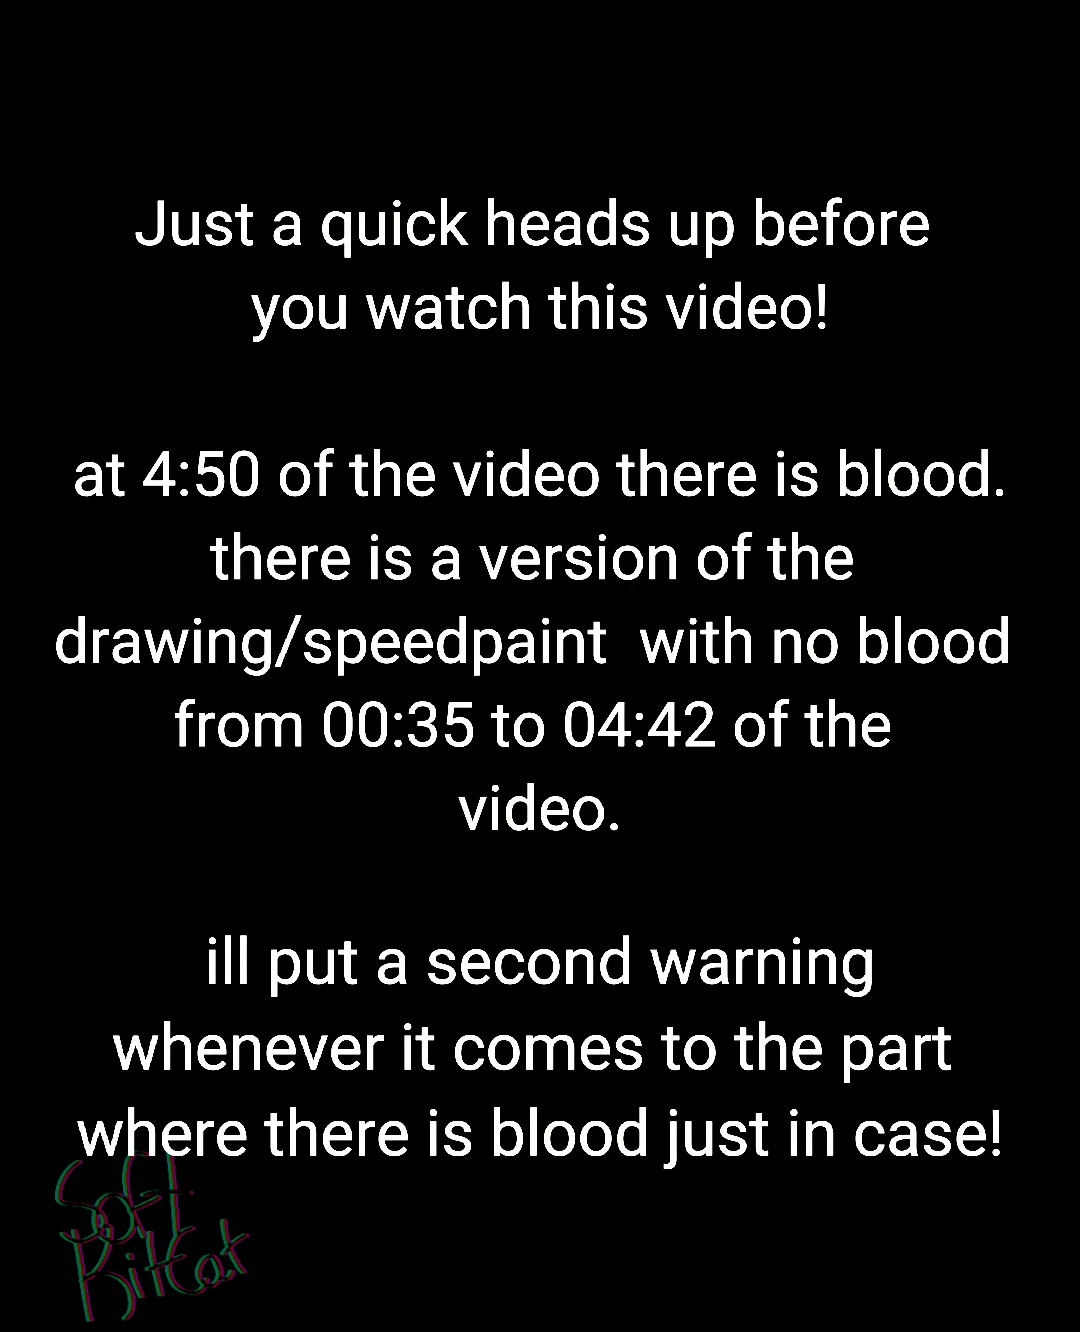 Just a quick heads up before
you watch this video!
at 4:50 of the video there is blood.
there is a version of the
drawing/speedpaint with no blood
from 00:35 to 04:42 of the
video.
ill put a second warning
whenever it comes to the part
where there is blood just in case!
Soft
KitCat